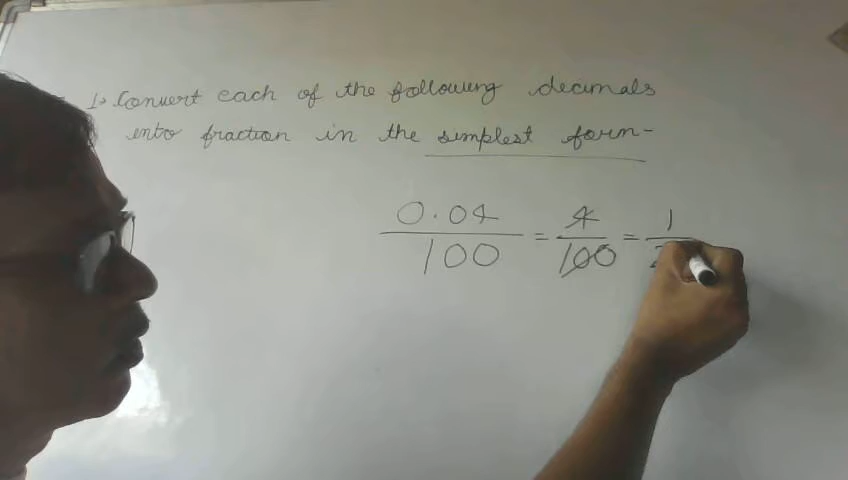 1. Convert each of the following decimals
into fraction in the simplest form-
0.04/100 = 4/100 = 1/2